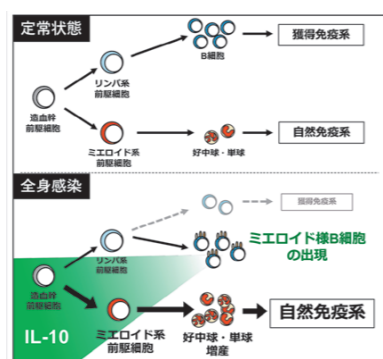 定常状態
B細胞
獲得免疫系
リンパ系
前駆細胞
造血幹
前駆細胞
ミエロイド系
前駆細胞
好中球・単球
自然免疫系
全身感染
獲得免疫系
リンパ系
前駆細胞
ミエロイド様B細胞
の出現
造血幹
前駆細胞
IL-10
ミエロイド系
前駆細胞
好中球・単球
増産
自然免疫系